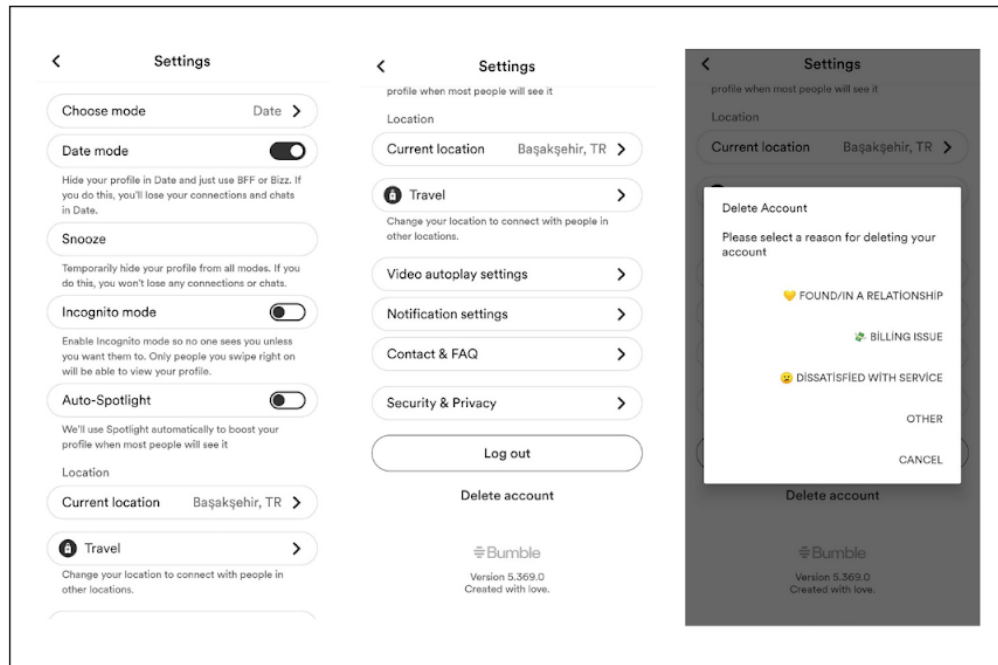 Settings
Choose mode Date
Date mode
Hide your profile in Date and just use BFF or Bizz. If
you do this, you'll lose your connections and chats
in Date.
Snooze
Temporarily hide your profile from all modes. If you
do this, you won't lose any connections or chats.
Incognito mode
Enable Incognito mode so no one sees you unless
you want them to. Only people you swipe right on
will be able to view your profile.
Auto-Spotlight
We'll use Spotlight automatically to boost your
profile when most people will see it
Location
Current location Başakşehir, TR
Travel
Change your location to connect with people in
other locations.
Settings
profile when most people will see it
Location
Current location Başakşehir, TR
Travel
Change your location to connect with people in
other locations.
Video autoplay settings
Notification settings
Contact & FAQ
Security & Privacy
Log out
Delete account
Bumble
Version 5.369.0
Created with love.
Settings
profile when most people will see it
Location
Current location Başakşehir, TR
Delete Account
Please select a reason for deleting your
account
💛 FOUND/IN A RELATİONSHİP
💸 BİLLİNG ISSUE
😦 DİSSATİSFİED WİTH SERVİCE
OTHER
CANCEL
Delete account
Bumble
Version 5.369.0
Created with love.